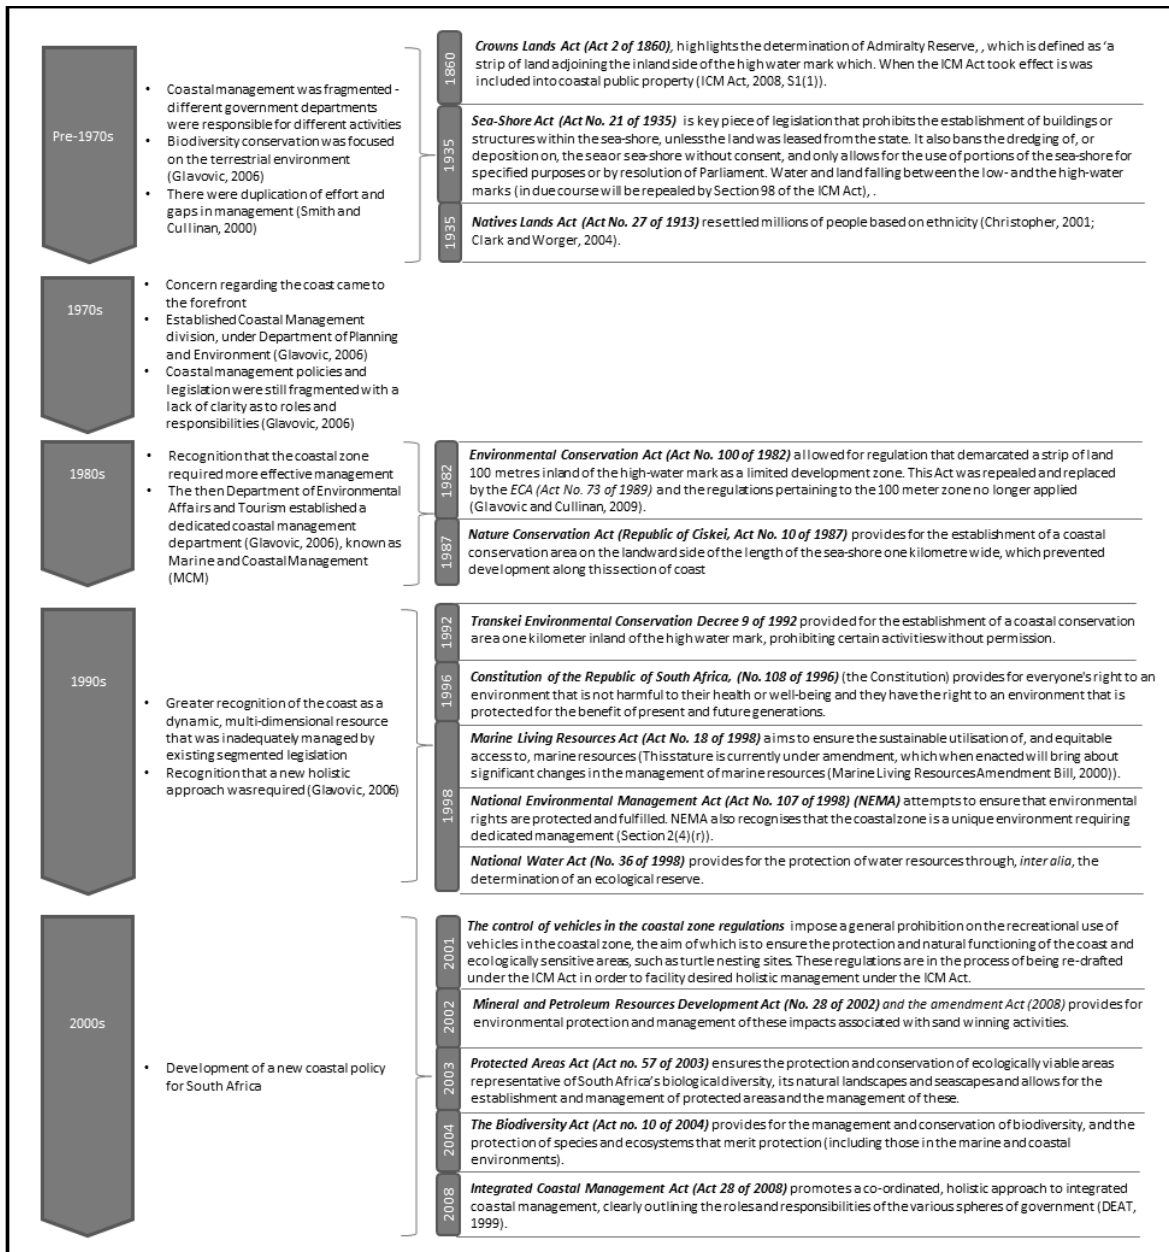 Pre-1970s
• Coastal management was fragmented -
different government departments
were responsible for different activities
• Biodiversity conservation was focused
on the terrestrial environment
(Glavovic, 2006)
• There were duplication of effort and
gaps in management (Smith and
Cullinan, 2000)
1860
Crowns Lands Act (Act 2 of 1860), highlights the determination of Admiralty Reserve, , which is defined as ‘a
strip of land adjoining the inland side of the high water mark which. When the ICM Act took effect is was
included into coastal public property (ICM Act, 2008, S1(1)).
1935
Sea-Shore Act (Act No. 21 of 1935) is key piece of legislation that prohibits the establishment of buildings or
structures within the sea-shore, unless the land was leased from the state. It also bans the dredging of, or
deposition on, the sea or sea-shore without consent, and only allows for the use of portions of the sea-shore for
specified purposes or by resolution of Parliament. Water and land falling between the low- and the high-water
marks (in due course will be repealed by Section 98 of the ICM Act), .
1935
Natives Lands Act (Act No. 27 of 1913) resettled millions of people based on ethnicity (Christopher, 2001;
Clark and Worger, 2004).
1970s
• Concern regarding the coast came to
the forefront
• Established Coastal Management
division, under Department of Planning
and Environment (Glavovic, 2006)
• Coastal management policies and
legislation were still fragmented with a
lack of clarity as to roles and
responsibilities (Glavovic, 2006)
1980s
• Recognition that the coastal zone
required more effective management
• The then Department of Environmental
Affairs and Tourism established a
dedicated coastal management
department (Glavovic, 2006), known as
Marine and Coastal Management
(MCM)
1982
Environmental Conservation Act (Act No. 100 of 1982) allowed for regulation that demarcated a strip of land
100 metres inland of the high-water mark as a limited development zone. This Act was repealed and replaced
by the ECA (Act No. 73 of 1989) and the regulations pertaining to the 100 meter zone no longer applied
(Glavovic and Cullinan, 2009).
1987
Nature Conservation Act (Republic of Ciskei, Act No. 10 of 1987) provides for the establishment of a coastal
conservation area on the landward side of the length of the sea-shore one kilometre wide, which prevented
development along this section of coast
1990s
• Greater recognition of the coast as a
dynamic, multi-dimensional resource
that was inadequately managed by
existing segmented legislation
• Recognition that a new holistic
approach was required (Glavovic, 2006)
1992
Transkei Environmental Conservation Decree 9 of 1992 provided for the establishment of a coastal conservation
area one kilometer inland of the high water mark, prohibiting certain activities without permission.
1996
Constitution of the Republic of South Africa, (No. 108 of 1996) (the Constitution) provides for everyone's right to an
environment that is not harmful to their health or well-being and they have the right to an environment that is
protected for the benefit of present and future generations.
1998
Marine Living Resources Act (Act No. 18 of 1998) aims to ensure the sustainable utilisation of, and equitable
access to, marine resources (This stature is currently under amendment, which when enacted will bring about
significant changes in the management of marine resources (Marine Living Resources Amendment Bill, 2000)).
National Environmental Management Act (Act No. 107 of 1998) (NEMA) attempts to ensure that environmental
rights are protected and fulfilled. NEMA also recognises that the coastal zone is a unique environment requiring
dedicated management (Section 2(4)(r)).
National Water Act (No. 36 of 1998) provides for the protection of water resources through, inter alia, the
determination of an ecological reserve.
2000s
• Development of a new coastal policy
for South Africa
2001
The control of vehicles in the coastal zone regulations impose a general prohibition on the recreational use of
vehicles in the coastal zone, the aim of which is to ensure the protection and natural functioning of the coast and
ecologically sensitive areas, such as turtle nesting sites. These regulations are in the process of being re-drafted
under the ICM Act in order to facility desired holistic management under the ICM Act.
2002
Mineral and Petroleum Resources Development Act (No. 28 of 2002) and the amendment Act (2008) provides for
environmental protection and management of these impacts associated with sand winning activities.
2003
Protected Areas Act (Act no. 57 of 2003) ensures the protection and conservation of ecologically viable areas
representative of South Africa’s biological diversity, its natural landscapes and seascapes and allows for the
establishment and management of protected areas and the management of these.
2004
The Biodiversity Act (Act no. 10 of 2004) provides for the management and conservation of biodiversity, and the
protection of species and ecosystems that merit protection (including those in the marine and coastal
environments).
2008
Integrated Coastal Management Act (Act 28 of 2008) promotes a co-ordinated, holistic approach to integrated
coastal management, clearly outlining the roles and responsibilities of the various spheres of government (DEAT,
1999).